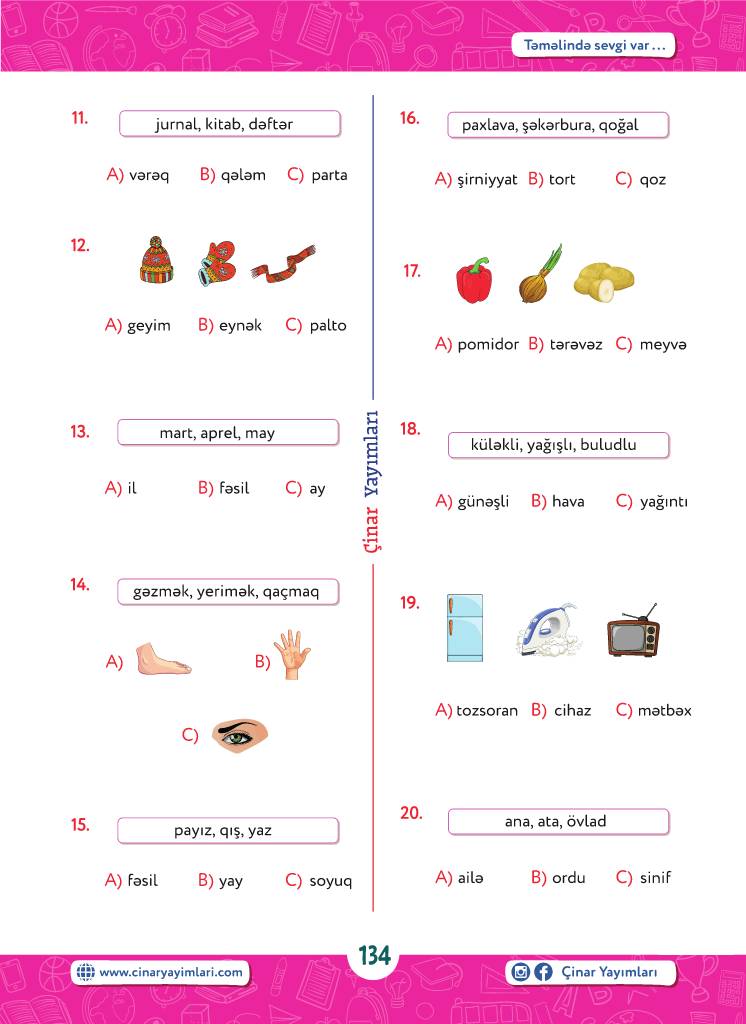 Təməlində sevgi var ...
11.
jurnal, kitab, dəftər
A) vərəq B) qələm C) parta
12.
A) geyim B) eynək C) palto
13.
mart, aprel, may
A) il B) fəsil C) ay
14.
gəzmək, yerimək, qaçmaq
A) B)
C)
15.
payız, qış, yaz
A) fəsil B) yay C) soyuq
Çinar Yayımları
16.
paxlava, şəkərbura, qoğal
A) şirniyyat B) tort C) qoz
17.
A) pomidor B) tərəvəz C) meyvə
18.
küləkli, yağışlı, buludlu
A) günəşli B) hava C) yağıntı
19.
A) tozsoran B) cihaz C) mətbəx
20.
ana, ata, övlad
A) ailə B) ordu C) sinif
www.cinaryayimlari.com
134
Çinar Yayımları